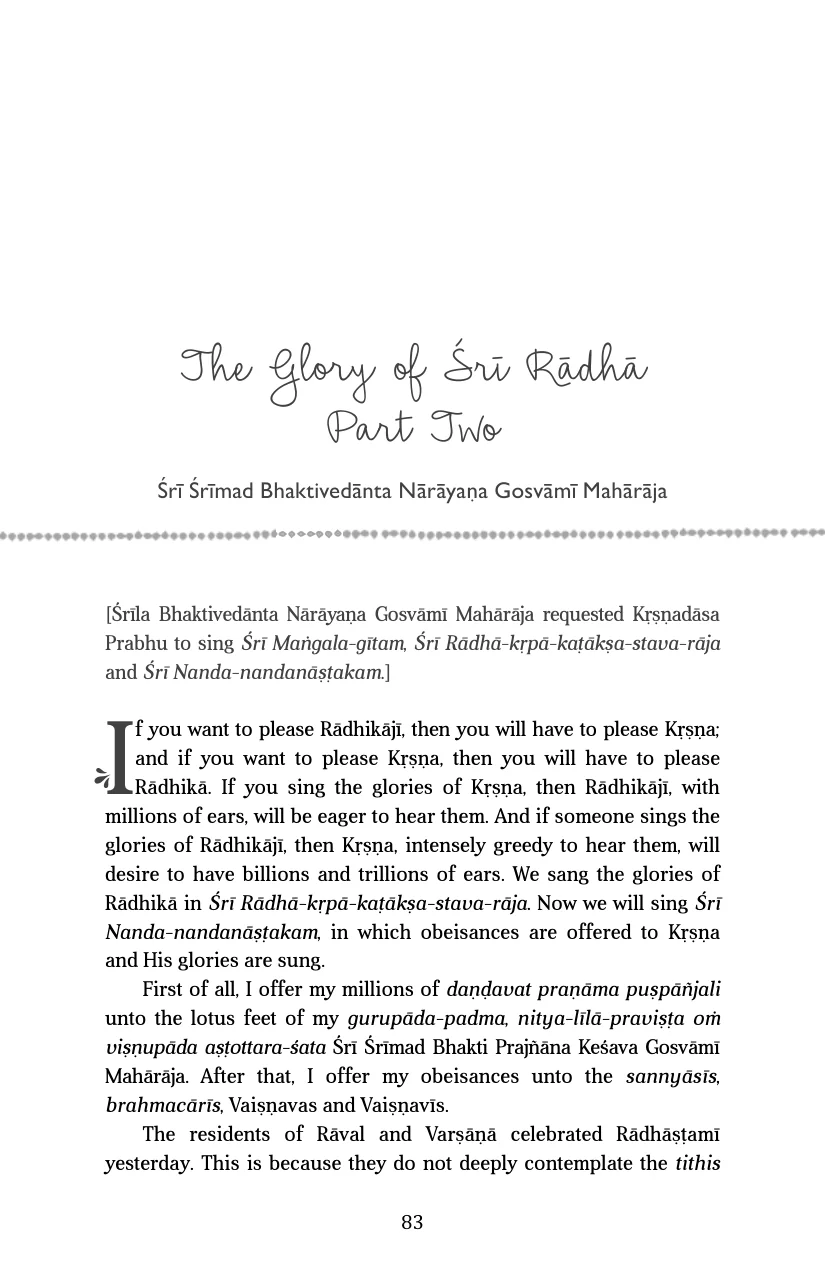 The Glory of Śrī Rādhā
Part Two
Śrī Śrīmad Bhaktivedānta Nārāyaṇa Gosvāmī Mahārāja
[Śrīla Bhaktivedānta Nārāyaṇa Gosvāmī Mahārāja requested Kṛṣṇadāsa
Prabhu to sing Śrī Maṅgala-gītam, Śrī Rādhā-kṛpā-kaṭākṣa-stava-rāja
and Śrī Nanda-nandanāṣṭakam.]
If you want to please Rādhikājī, then you will have to please Kṛṣṇa;
and if you want to please Kṛṣṇa, then you will have to please
Rādhikā. If you sing the glories of Kṛṣṇa, then Rādhikājī, with
millions of ears, will be eager to hear them. And if someone sings the
glories of Rādhikājī, then Kṛṣṇa, intensely greedy to hear them, will
desire to have billions and trillions of ears. We sang the glories of
Rādhikā in Śrī Rādhā-kṛpā-kaṭākṣa-stava-rāja. Now we will sing Śrī
Nanda-nandanāṣṭakam, in which obeisances are offered to Kṛṣṇa
and His glories are sung.
First of all, I offer my millions of daṇḍavat praṇāma puṣpāñjali
unto the lotus feet of my gurupāda-padma, nitya-līlā-praviṣṭa oṁ
viṣṇupāda aṣṭottara-śata Śrī Śrīmad Bhakti Prajñāna Keśava Gosvāmī
Mahārāja. After that, I offer my obeisances unto the sannyāsīs,
brahmacārīs, Vaiṣṇavas and Vaiṣṇavīs.
The residents of Rāval and Varṣāṇā celebrated Rādhāṣṭamī
yesterday. This is because they do not deeply contemplate the tithis
83